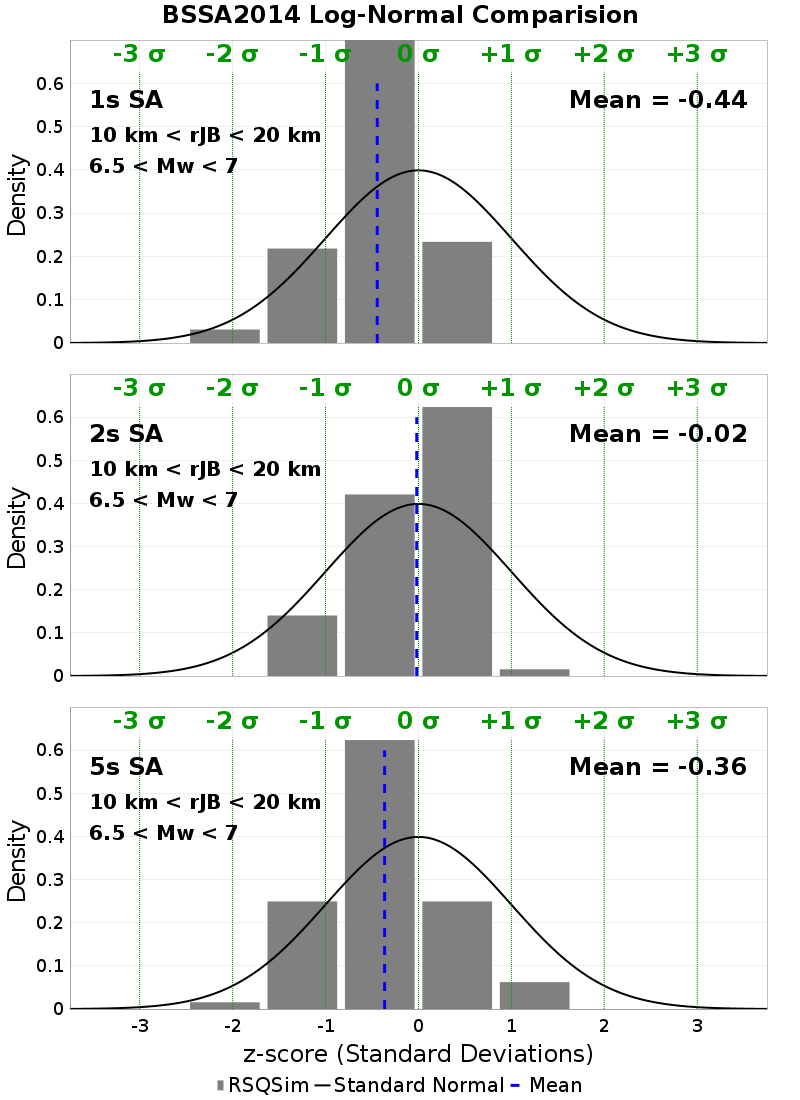 BSSA2014 Log-Normal Comparision
-3 σ -2 σ -1 σ 0 σ +1 σ +2 σ +3 σ
0.6
1s SA Mean = -0.44
0.5
10 km < rJB < 20 km
6.5 < Mw < 7
0.4
0.3
0.2
0.1
0
Density
-3 σ -2 σ -1 σ 0 σ +1 σ +2 σ +3 σ
0.6
2s SA Mean = -0.02
0.5
10 km < rJB < 20 km
6.5 < Mw < 7
0.4
0.3
0.2
0.1
0
Density
-3 σ -2 σ -1 σ 0 σ +1 σ +2 σ +3 σ
0.6
5s SA Mean = -0.36
0.5
10 km < rJB < 20 km
6.5 < Mw < 7
0.4
0.3
0.2
0.1
0
Density
-3 -2 -1 0 1 2 3
z-score (Standard Deviations)
RSQSim Standard Normal Mean